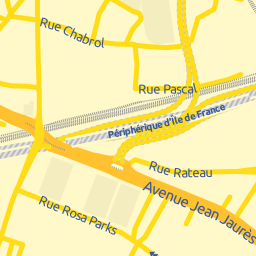 Rue Chabrol
Rue Pascal
Périphérique d'Île de France
Rue Rateau
Avenue Jean Jaurès
Rue Rosa Parks